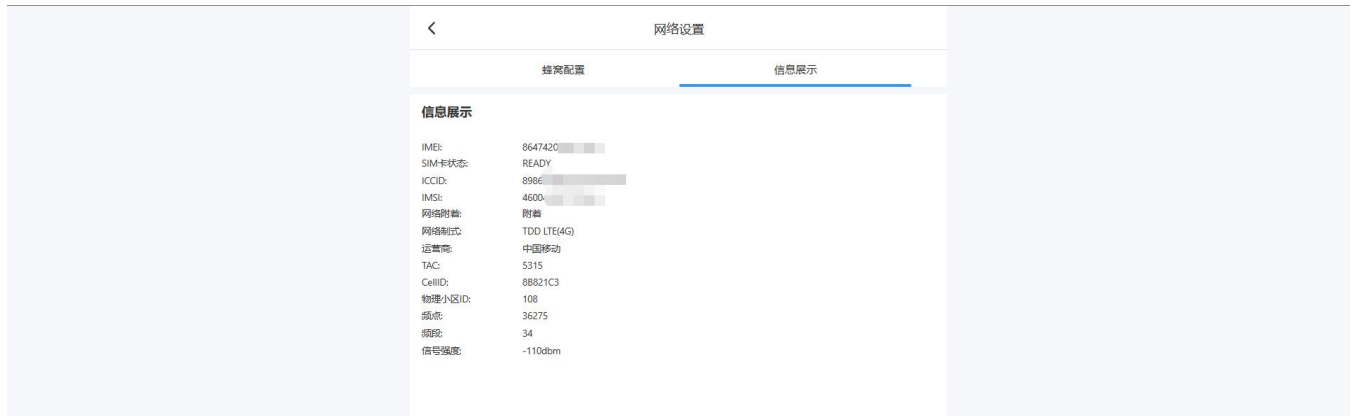 网络设置
蜂窝配置 信息展示
信息展示
IMEI: 8647420
SIM卡状态: READY
ICCID: 8986
IMSI: 4600
网络附着: 附着
网络制式: TDD LTE(4G)
运营商: 中国移动
TAC: 5315
CellID: 8B821C3
物理小区ID: 108
频点: 36275
频段: 34
信号强度: -110dbm